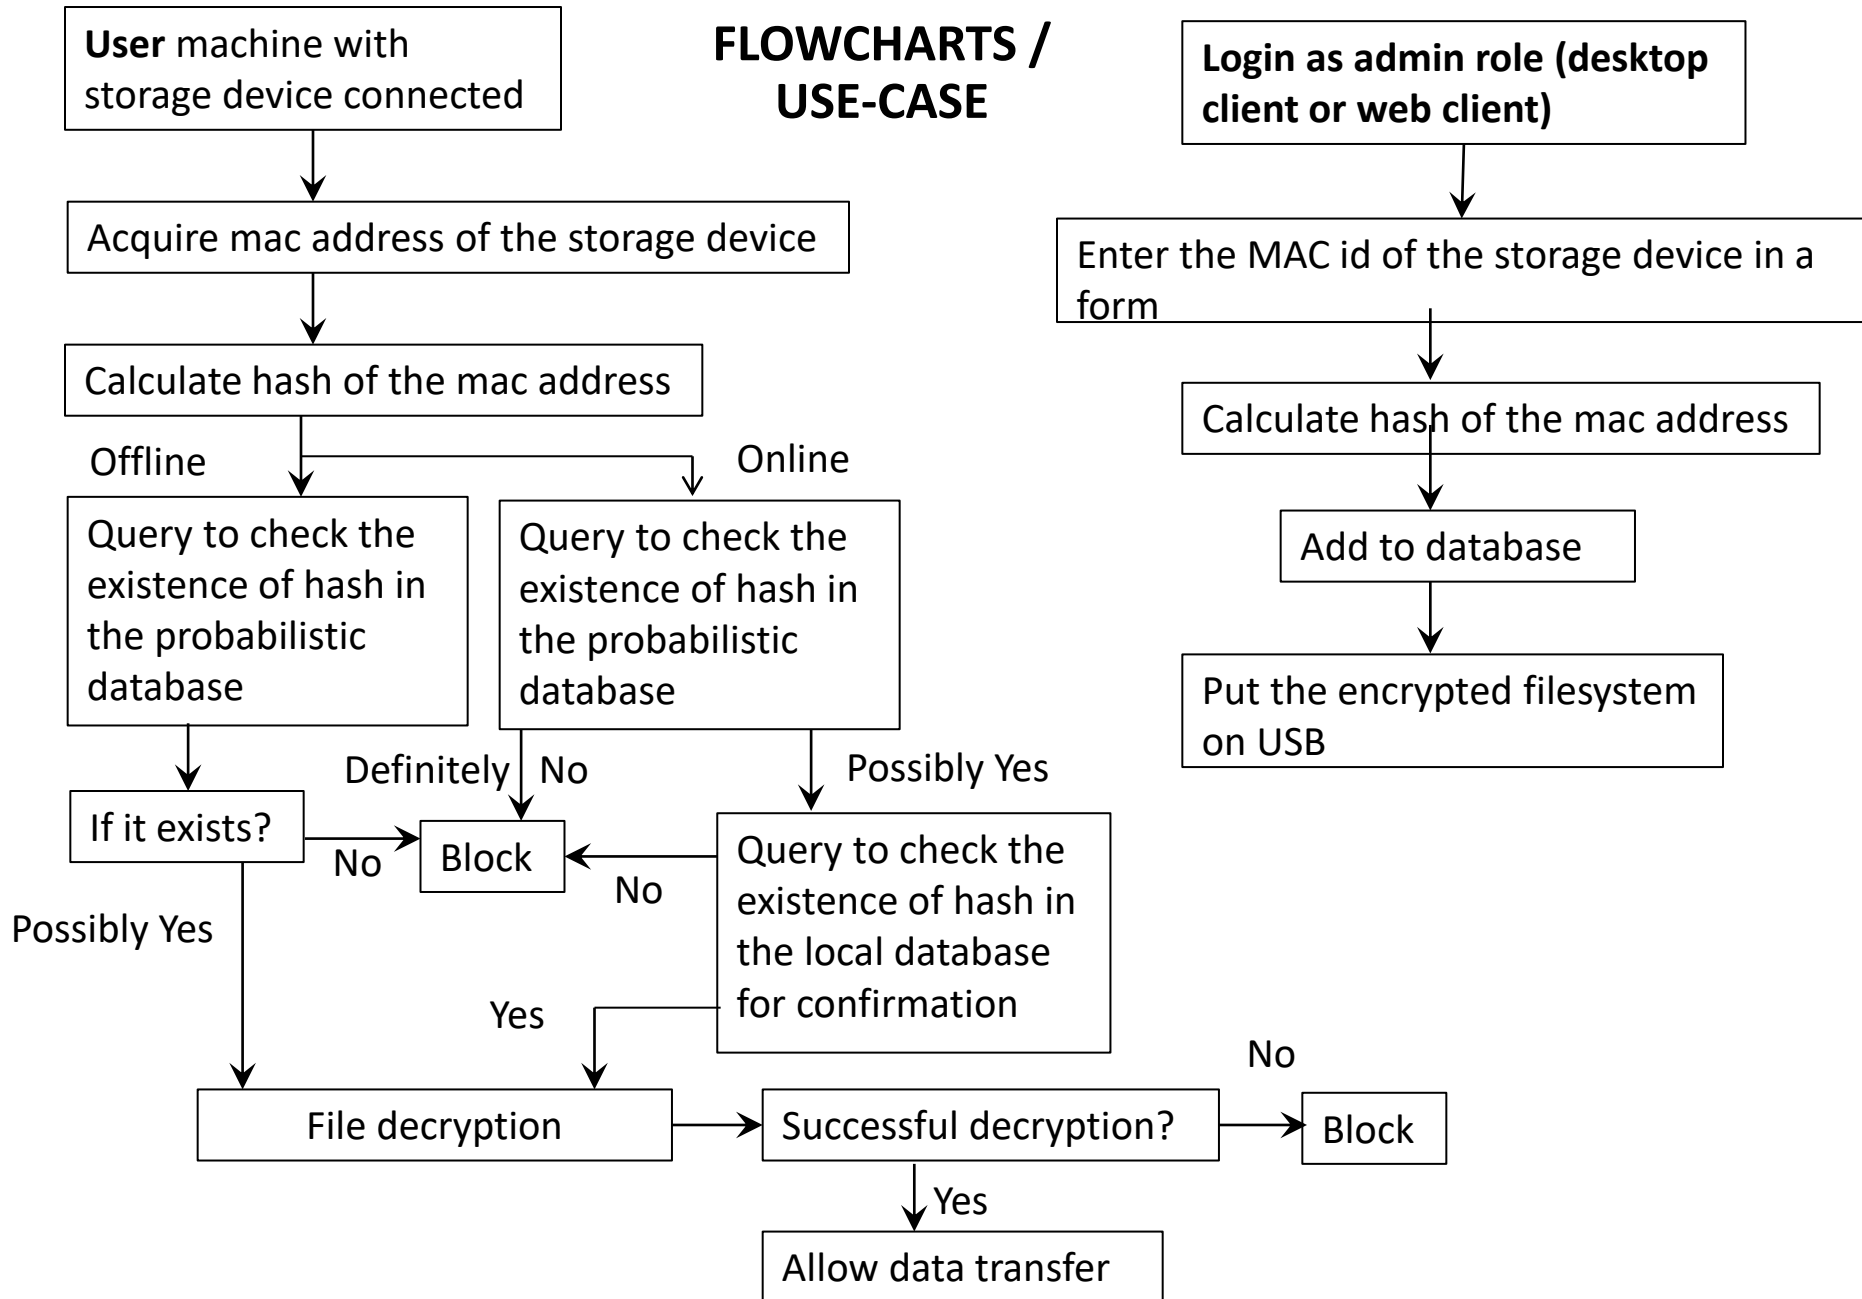 User machine with
storage device connected
FLOWCHARTS /
USE-CASE
Login as admin role (desktop
client or web client)
Acquire mac address of the storage device
Enter the MAC id of the storage device in a
form
Calculate hash of the mac address
Calculate hash of the mac address
Offline
Online
Query to check the
existence of hash in
the probabilistic
database
Query to check the
existence of hash in
the probabilistic
database
Add to database
Put the encrypted filesystem
on USB
Definitely No
Possibly Yes
If it exists?
No
Block
No
Query to check the
existence of hash in
the local database
for confirmation
Possibly Yes
Yes
No
File decryption
Successful decryption?
Block
Yes
Allow data transfer